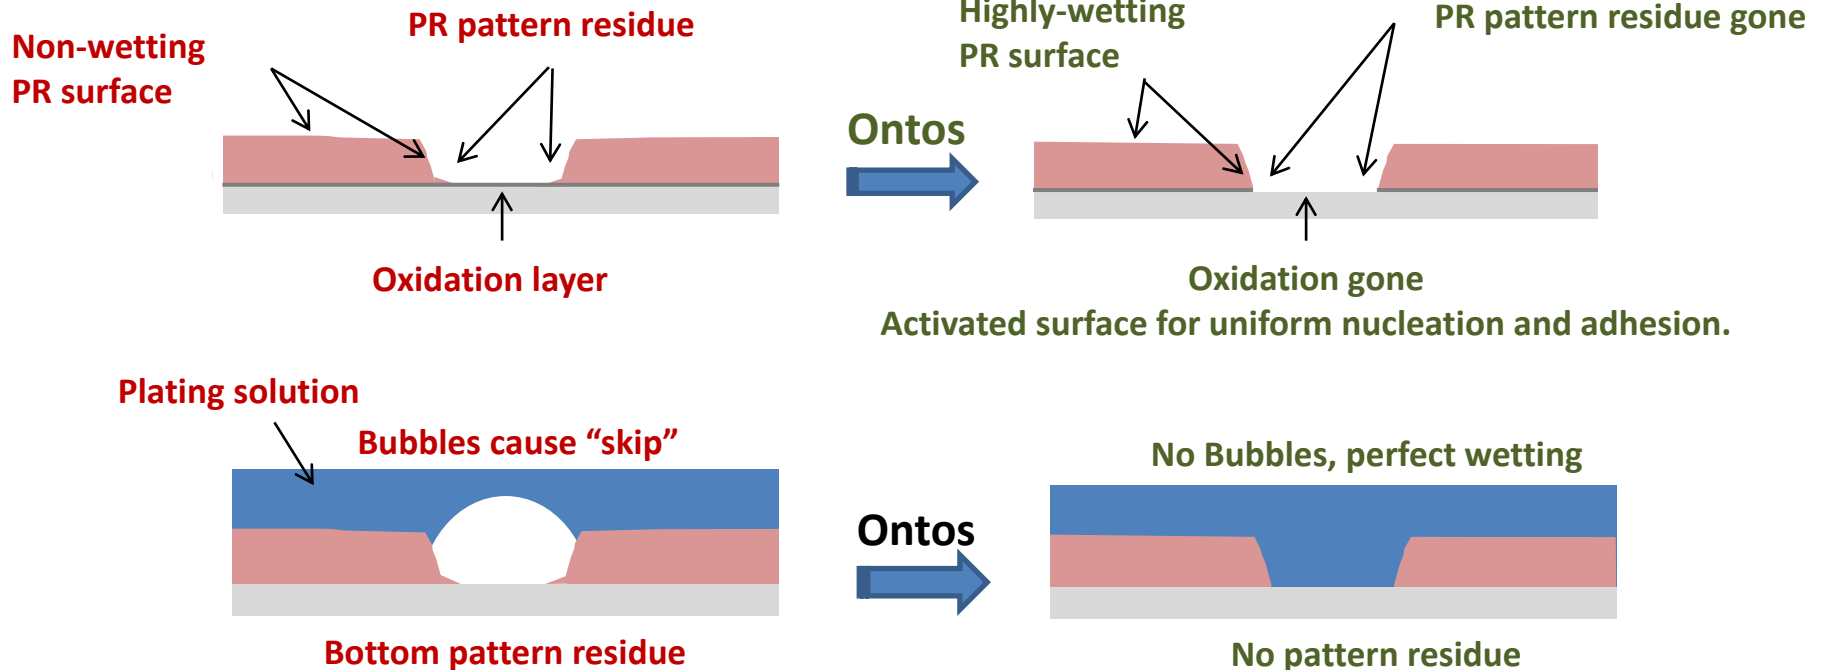 Non-wetting
PR surface
PR pattern residue
Oxidation layer
Ontos
Highly-wetting
PR surface
PR pattern residue gone
Oxidation gone
Activated surface for uniform nucleation and adhesion.
Plating solution
Bubbles cause “skip”
Bottom pattern residue
Ontos
No Bubbles, perfect wetting
No pattern residue